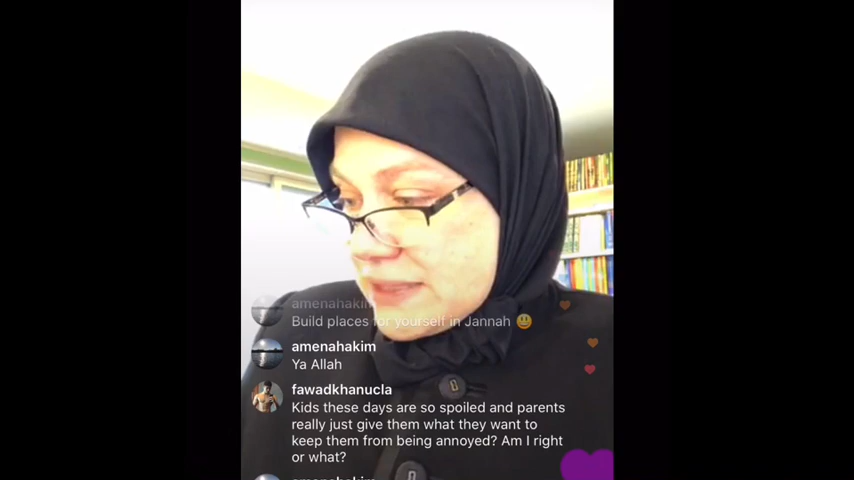 amenahakim
Build places for yourself in Jannah 😃
amenahakim
Ya Allah
fawadkhanucla
Kids these days are so spoiled and parents
really just give them what they want to
keep them from being annoyed? Am I right
or what?
amenahakim